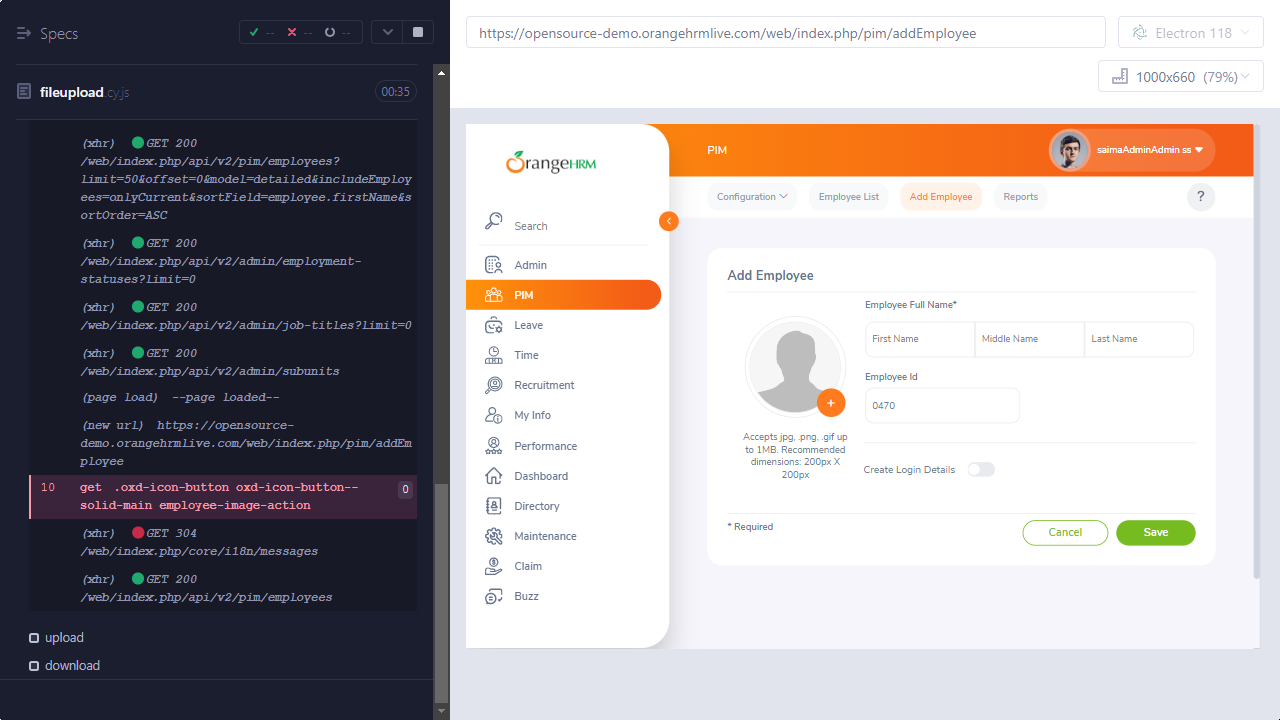 Specs
-- -- --
fileupload.cy.js
00:35
(xhr) GET 200
/web/index.php/api/v2/pim/employees?
limit=50&offset=0&model=detailed&includeEmploy
ees=onlyCurrent&sortField=employee.firstName&s
ortOrder=ASC
(xhr) GET 200
/web/index.php/api/v2/admin/employment-
statuses?limit=0
(xhr) GET 200
/web/index.php/api/v2/admin/job-titles?limit=0
(xhr) GET 200
/web/index.php/api/v2/admin/subunits
(page load) --page loaded--
(new url) https://opensource-
demo.orangehrmlive.com/web/index.php/pim/addEm
ployee
10 get .oxd-icon-button oxd-icon-button-- 0
solid-main employee-image-action
(xhr) GET 304
/web/index.php/core/i18n/messages
(xhr) GET 200
/web/index.php/api/v2/pim/employees
upload
download
https://opensource-demo.orangehrmlive.com/web/index.php/pim/addEmployee
Electron 118
1000x660 (79%)
OrangeHRM
Search
Admin
PIM
Leave
Time
Recruitment
My Info
Performance
Dashboard
Directory
Maintenance
Claim
Buzz
PIM
saimaAdminAdmin ss
Configuration
Employee List
Add Employee
Reports
?
Add Employee
Employee Full Name*
First Name
Middle Name
Last Name
Employee Id
0470
+
Accepts jpg, .png, .gif up
to 1MB. Recommended
dimensions: 200px X
200px
Create Login Details
* Required
Cancel
Save